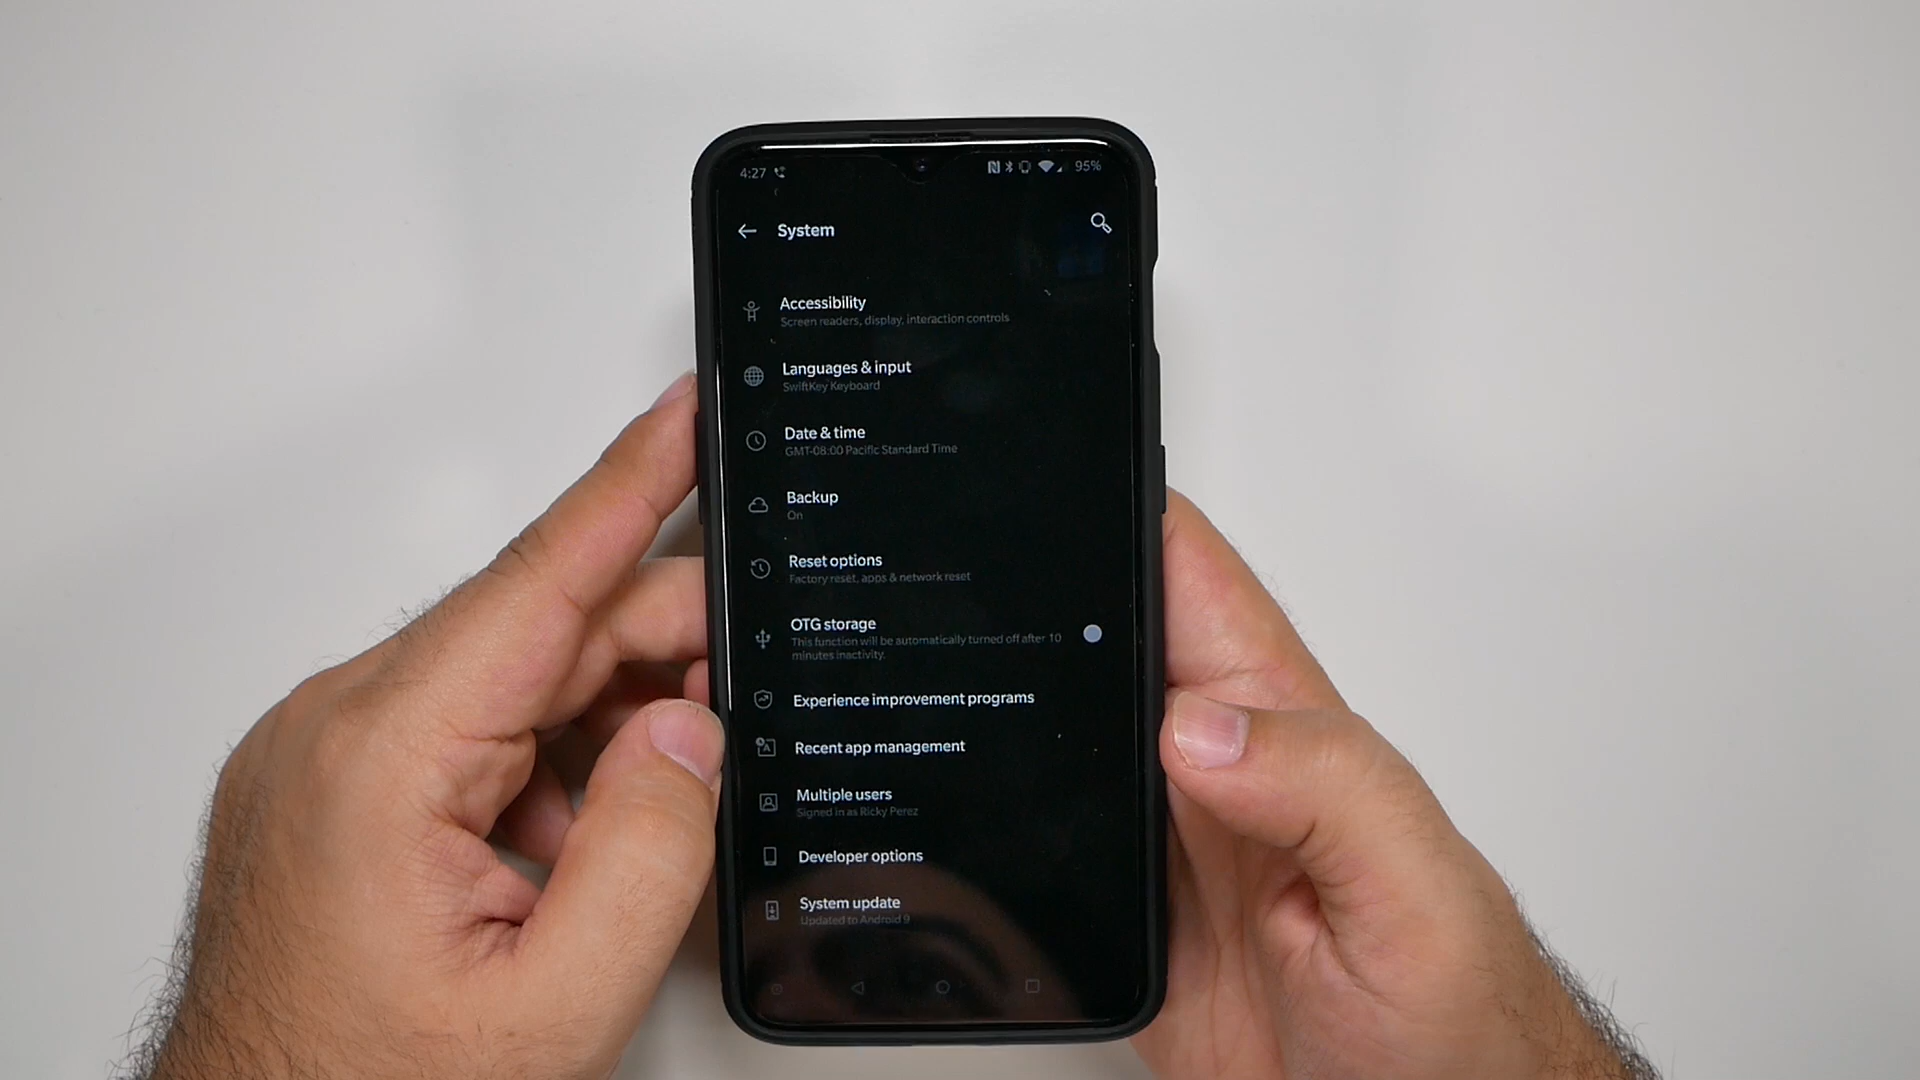 4:27
95%
System
Accessibility
Screen readers, display, interaction controls
Languages & input
SwiftKey Keyboard
Date & time
GMT-08:00 Pacific Standard Time
Backup
On
Reset options
Factory reset, apps & network reset
OTG storage
This function will be automatically turned off after 10
minutes inactivity.
Experience improvement programs
Recent app management
Multiple users
Signed in as Ricky Perez
Developer options
System update
Updated to Android 9